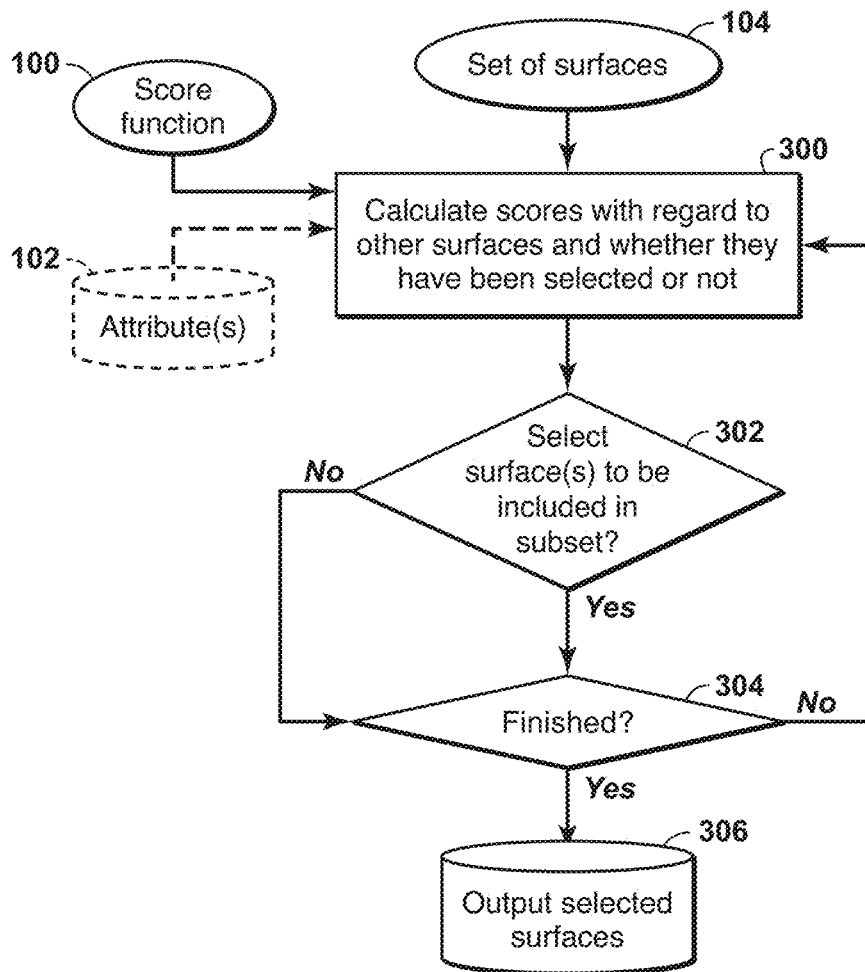 104
Set of surfaces
100
Score
function
300
Calculate scores with regard to
other surfaces and whether they
have been selected or not
102
Attribute(s)
302
Select
surface(s) to be
included in
subset?
No
Yes
304
Finished?
No
Yes
306
Output selected
surfaces